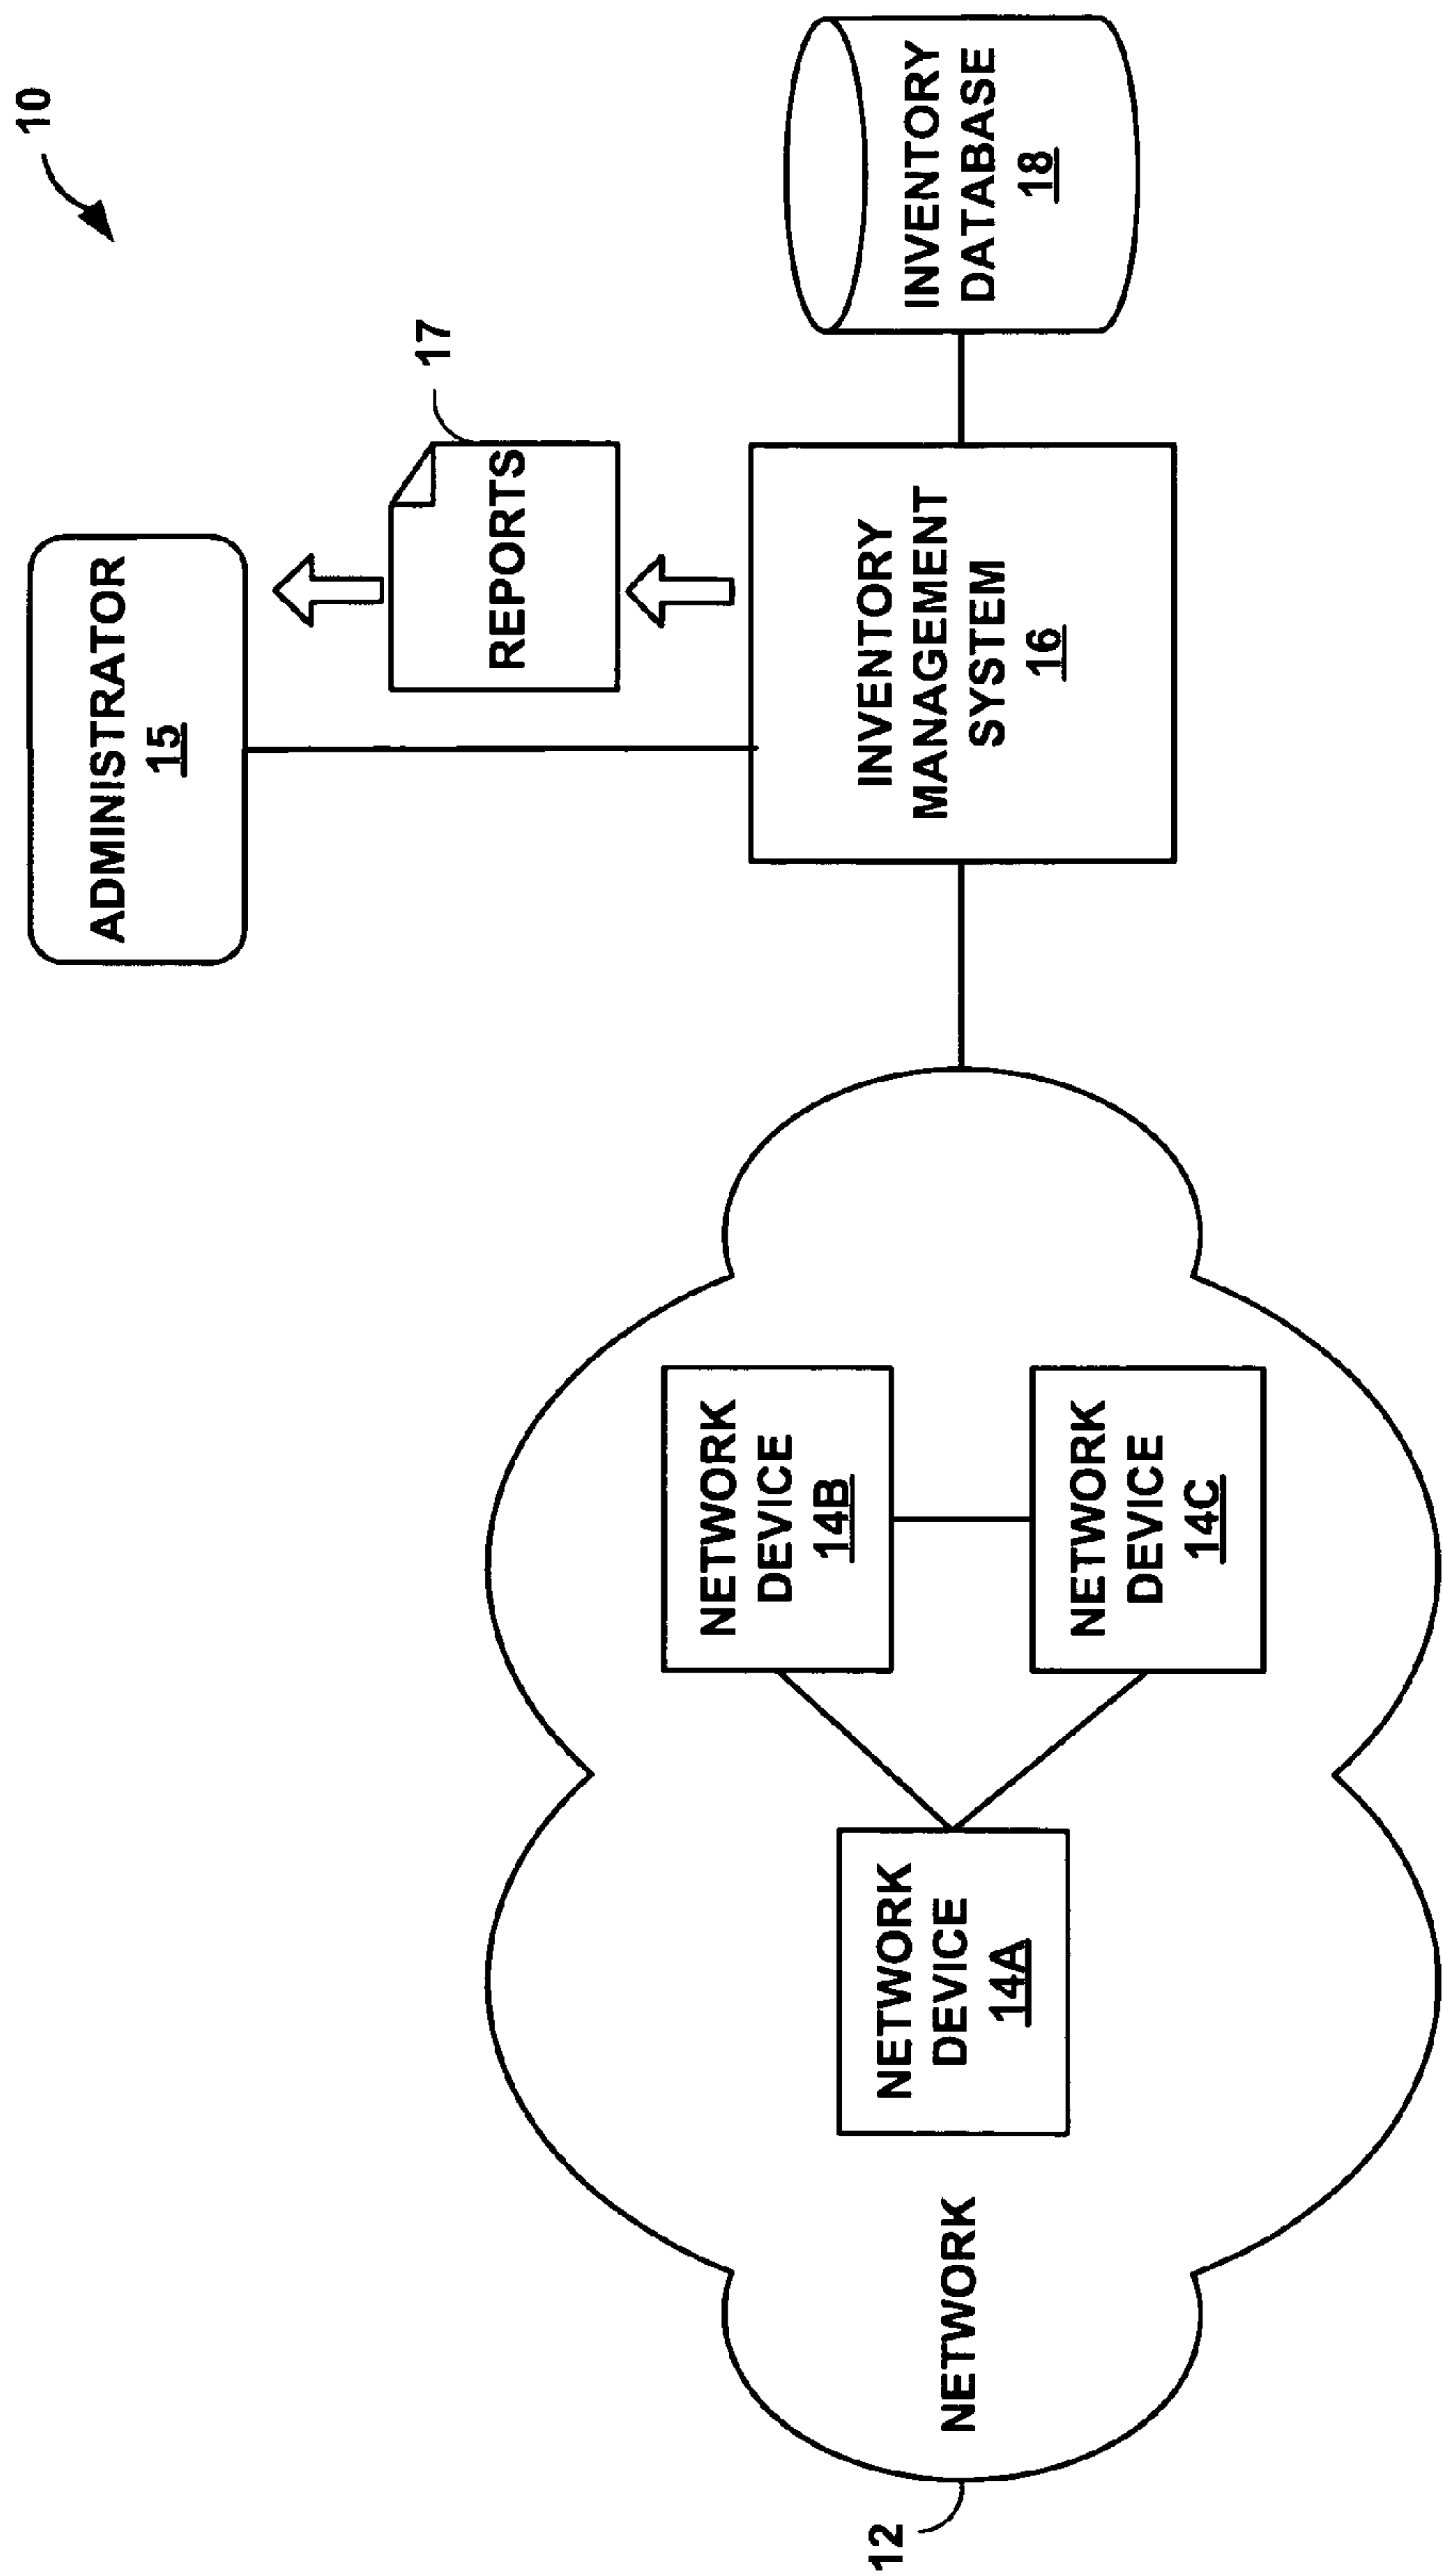 10
ADMINISTRATOR
15
17
REPORTS
INVENTORY
MANAGEMENT
SYSTEM
16
INVENTORY
DATABASE
18
NETWORK
DEVICE
14B
NETWORK
DEVICE
14A
NETWORK
DEVICE
14C
NETWORK
12